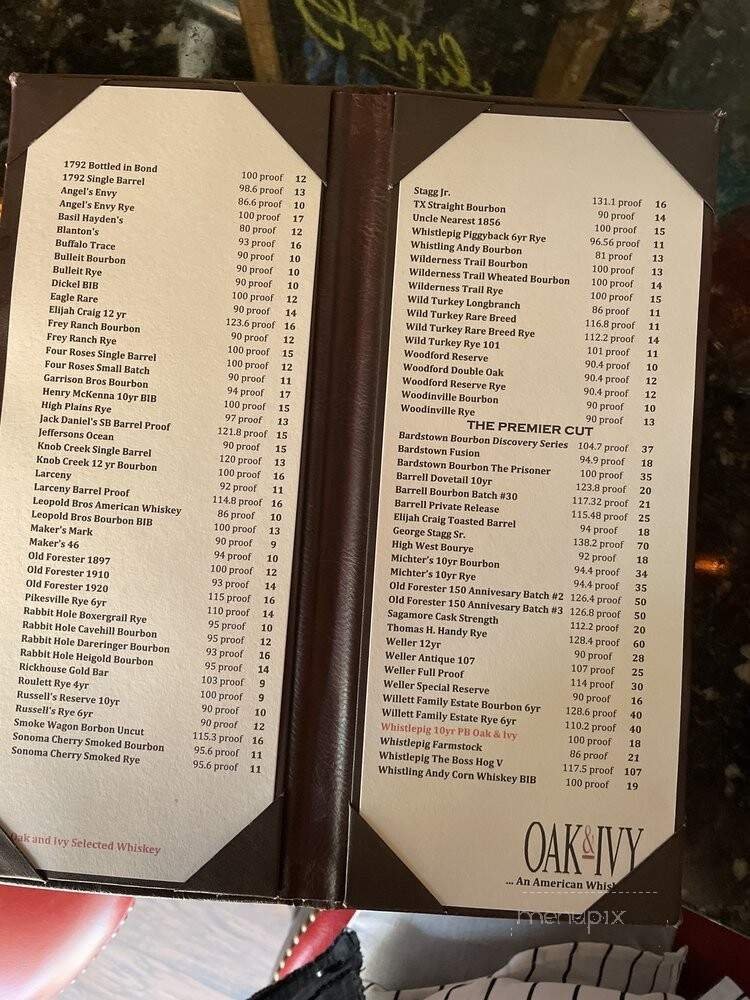 1792 Bottled in Bond 100 proof 12
1792 Single Barrel 98.6 proof 13
Angel's Envy 86.6 proof 10
Angel's Envy Rye 100 proof 17
Basil Hayden's 80 proof 12
Blanton's 93 proof 16
Buffalo Trace 90 proof 10
Bulleit Bourbon 90 proof 10
Bulleit Rye 90 proof 10
Dickel BIB 100 proof 12
Eagle Rare 90 proof 14
Elijah Craig 12 yr 123.6 proof 16
Frey Ranch Bourbon 90 proof 12
Frey Ranch Rye 100 proof 15
Four Roses Single Barrel 100 proof 12
Four Roses Small Batch 90 proof 11
Garrison Bros Bourbon 94 proof 17
Henry McKenna 10yr BIB 100 proof 15
High Plains Rye 97 proof 13
Jack Daniel's SB Barrel Proof 121.8 proof 15
Jeffersons Ocean 90 proof 15
Knob Creek Single Barrel 120 proof 13
Knob Creek 12 yr Bourbon 100 proof 16
Larceny 92 proof 11
Larceny Barrel Proof 114.8 proof 16
Leopold Bros American Whiskey 86 proof 10
Leopold Bros Bourbon BIB 100 proof 13
Maker's Mark 90 proof 9
Maker's 46 94 proof 10
Old Forester 1897 100 proof 12
Old Forester 1910 93 proof 14
Old Forester 1920 115 proof 16
Pikesville Rye 6yr 110 proof 14
Rabbit Hole Boxergrail Rye 95 proof 10
Rabbit Hole Cavehill Bourbon 95 proof 12
Rabbit Hole Dareringer Bourbon 93 proof 16
Rabbit Hole Heigold Bourbon 95 proof 14
Rickhouse Gold Bar 103 proof 9
Roulett Rye 4yr 100 proof 9
Russell's Reserve 10yr 90 proof 10
Russell's Rye 6yr 90 proof 12
Smoke Wagon Borbon Uncut 115.3 proof 16
Sonoma Cherry Smoked Bourbon 95.6 proof 11
Sonoma Cherry Smoked Rye 95.6 proof 11
Oak and Ivy Selected Whiskey
Stagg Jr. 131.1 proof 16
TX Straight Bourbon 90 proof 14
Uncle Nearest 1856 100 proof 15
Whistlepig Piggyback 6yr Rye 96.56 proof 11
Whistling Andy Bourbon 81 proof 13
Wilderness Trail Bourbon 100 proof 13
Wilderness Trail Wheated Bourbon 100 proof 14
Wilderness Trail Rye 100 proof 15
Wild Turkey Longbranch 86 proof 11
Wild Turkey Rare Breed 116.8 proof 11
Wild Turkey Rare Breed Rye 112.2 proof 14
Wild Turkey Rye 101 101 proof 11
Woodford Reserve 90.4 proof 10
Woodford Double Oak 90.4 proof 12
Woodford Reserve Rye 90.4 proof 12
Woodinville Bourbon 90 proof 10
Woodinville Rye 90 proof 13
THE PREMIER CUT
Bardstown Bourbon Discovery Series 104.7 proof 37
Bardstown Fusion 94.9 proof 18
Bardstown Bourbon The Prisoner 100 proof 35
Barrell Dovetail 10yr 123.8 proof 20
Barrell Bourbon Batch #30 117.32 proof 21
Barrell Private Release 115.48 proof 25
Elijah Craig Toasted Barrel 94 proof 18
George Stagg Sr. 138.2 proof 70
High West Bourye 92 proof 18
Michter's 10yr Bourbon 94.4 proof 34
Michter's 10yr Rye 94.4 proof 35
Old Forester 150 Annivesary Batch #2 126.4 proof 50
Old Forester 150 Annivesary Batch #3 126.8 proof 50
Sagamore Cask Strength 112.2 proof 20
Thomas H. Handy Rye 128.4 proof 60
Weller 12yr 90 proof 28
Weller Antique 107 107 proof 25
Weller Full Proof 114 proof 30
Weller Special Reserve 90 proof 16
Willett Family Estate Bourbon 6yr 128.6 proof 40
Willett Family Estate Rye 6yr 110.2 proof 40
Whistlepig 10yr PB Oak & Ivy 100 proof 18
Whistlepig Farmstock 86 proof 21
Whistlepig The Boss Hog V 117.5 proof 107
Whistling Andy Corn Whiskey BIB 100 proof 19
OAK & IVY
... An American Whisk
menupix